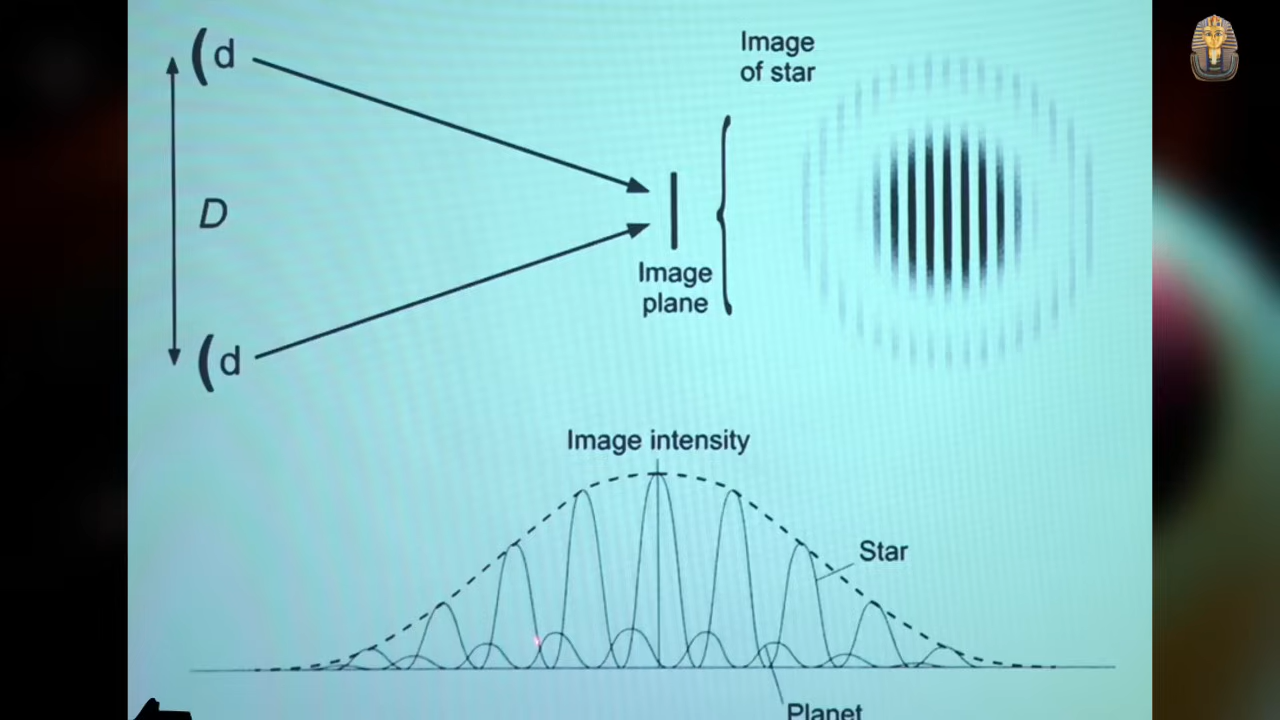 (d
Image
of star
D
Image
plane
(d
Image intensity
Star
Planet